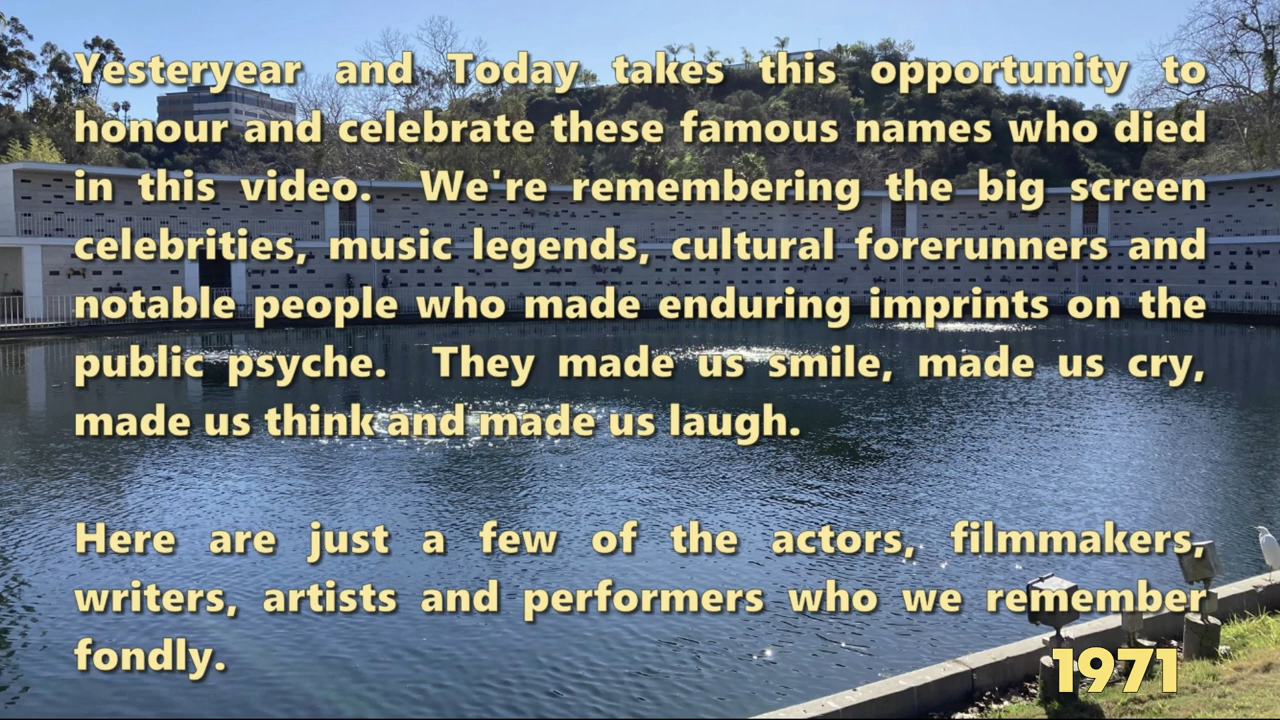 Yesteryear and Today takes this opportunity to
honour and celebrate these famous names who died
in this video. We're remembering the big screen
celebrities, music legends, cultural forerunners and
notable people who made enduring imprints on the
public psyche. They made us smile, made us cry,
made us think and made us laugh.
Here are just a few of the actors, filmmakers,
writers, artists and performers who we remember
fondly.
1971